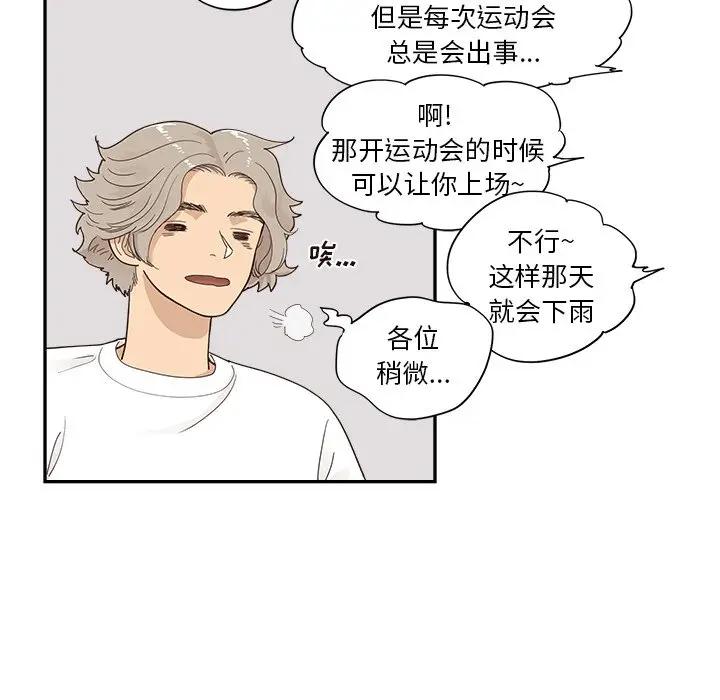 但是每次运动会
总是会出事...
啊!
那开运动会的时候
可以让你上场~
不行~
这样那天
就会下雨
唉...
各位
稍微...